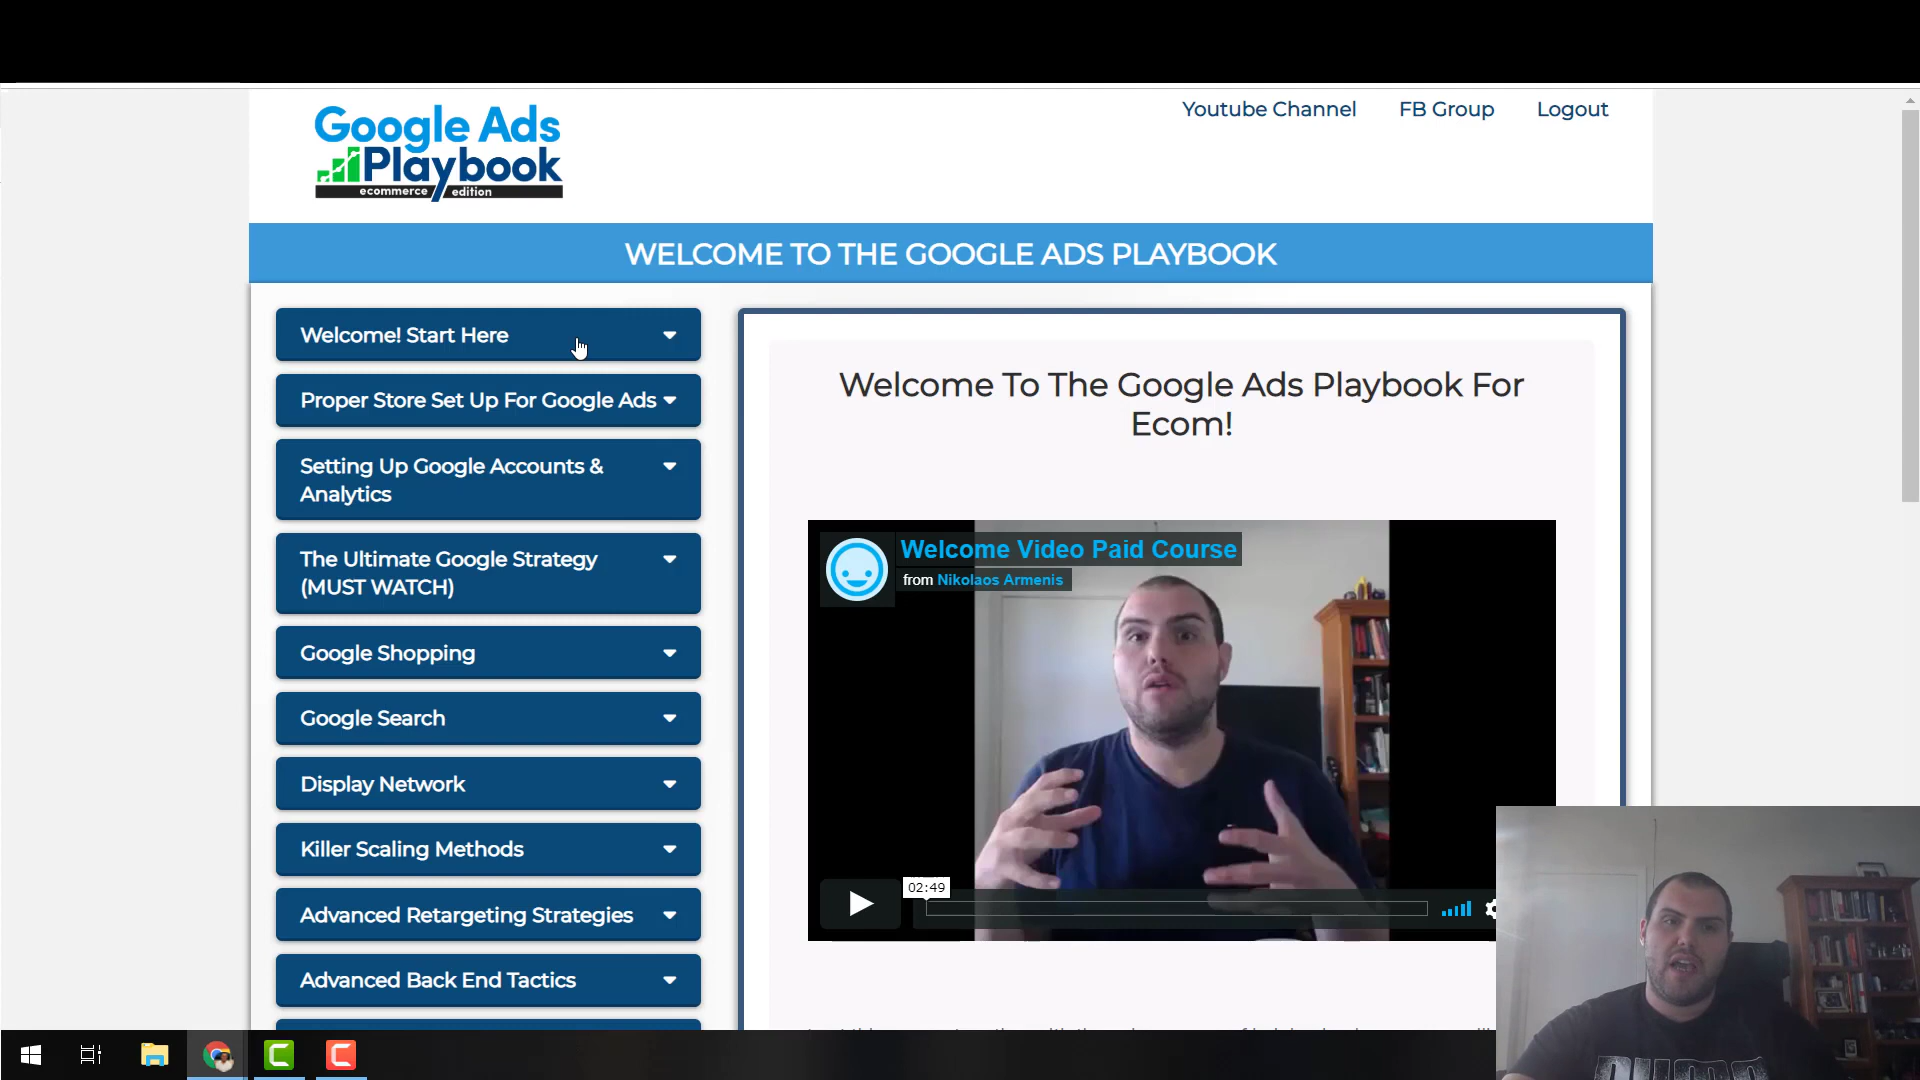 Google Ads
Playbook
ecommerce edition
Youtube Channel
FB Group
Logout
WELCOME TO THE GOOGLE ADS PLAYBOOK
Welcome! Start Here
Proper Store Set Up For Google Ads
Setting Up Google Accounts &
Analytics
The Ultimate Google Strategy
(MUST WATCH)
Google Shopping
Google Search
Display Network
Killer Scaling Methods
Advanced Retargeting Strategies
Advanced Back End Tactics
Welcome To The Google Ads Playbook For
Ecom!
Welcome Video Paid Course
from Nikolaos Armenis
02:49